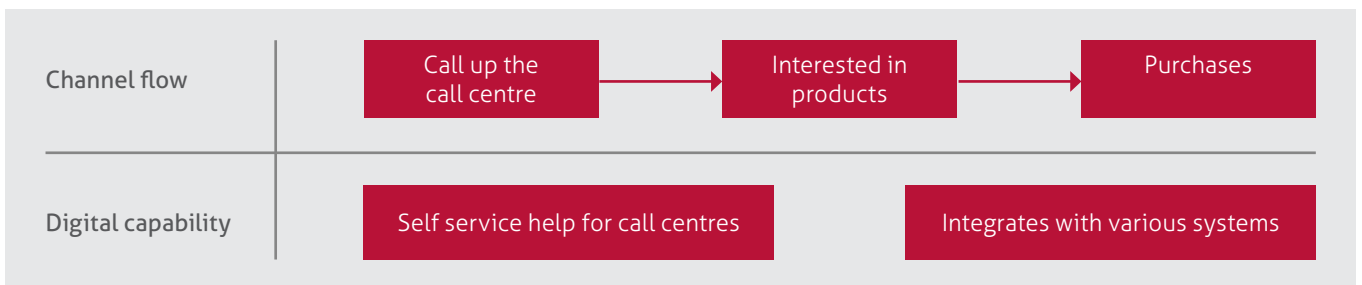 Channel flow
Call up the
call centre
Interested in
products
Purchases
Digital capability
Self service help for call centres
Integrates with various systems